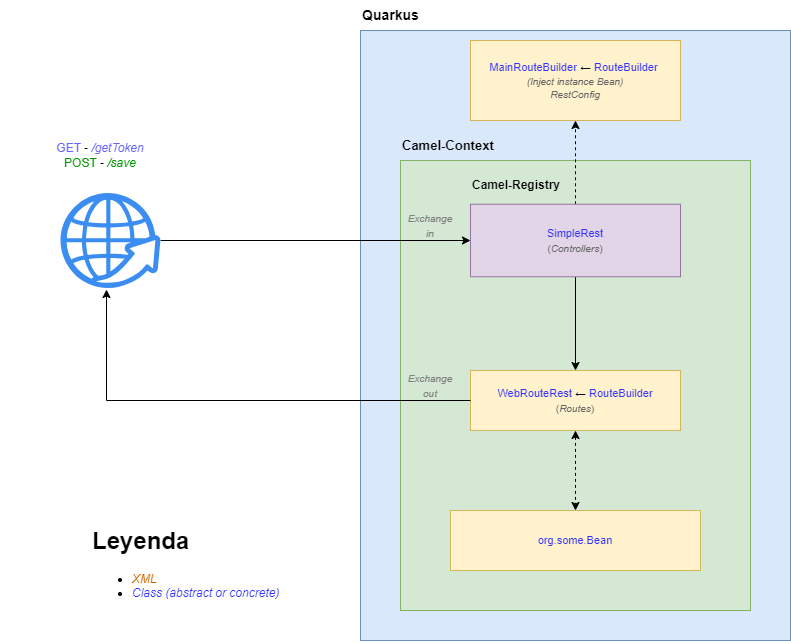 Quarkus
MainRouteBuilder ← RouteBuilder
(Inject instance Bean)
RestConfig
Camel-Context
GET - /getToken
POST - /save
Camel-Registry
Exchange
in
SimpleRest
(Controllers)
Exchange
out
WebRouteRest ← RouteBuilder
(Routes)
org.some.Bean
Leyenda
• XML
• Class (abstract or concrete)